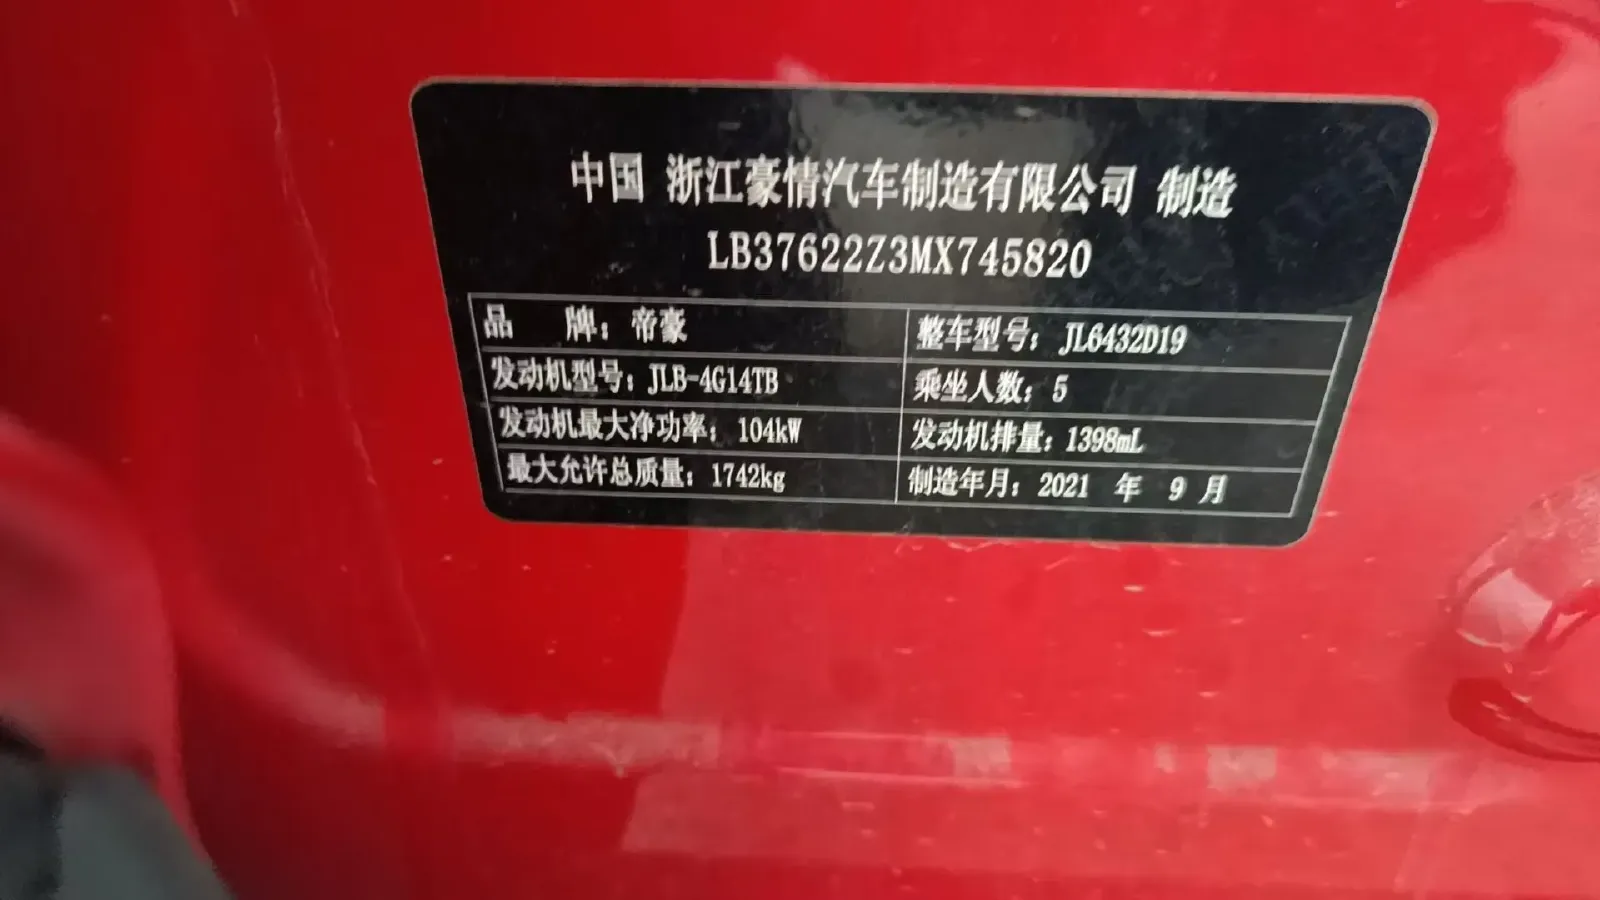 中国 浙江豪情汽车制造有限公司 制造
LB37622Z3MX745820
品 牌：帝豪 整车型号：JL6432D19
发动机型号：JLB-4G14TB 乘坐人数：5
发动机最大净功率：104kW 发动机排量：1398mL
最大允许总质量：1742kg 制造年月：2021 年 9 月